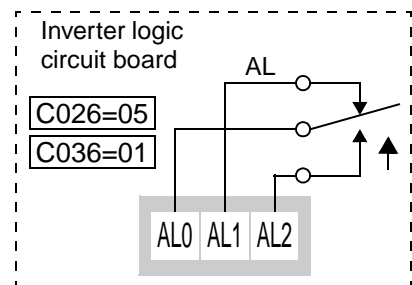 Inverter logic
circuit board
AL
C026=05
C036=01
AL0 AL1 AL2